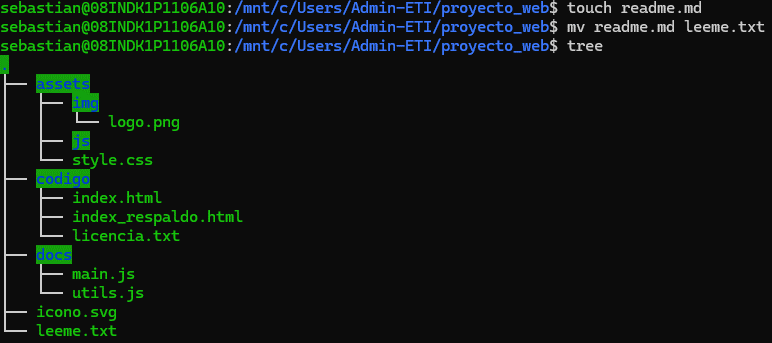 sebastian@08INDK1P1106A10:/mnt/c/Users/Admin-ETI/proyecto_web$ touch readme.md
sebastian@08INDK1P1106A10:/mnt/c/Users/Admin-ETI/proyecto_web$ mv readme.md leeme.txt
sebastian@08INDK1P1106A10:/mnt/c/Users/Admin-ETI/proyecto_web$ tree
.
├── assets
│   ├── img
│   │   └── logo.png
│   ├── js
│   └── style.css
├── codigo
│   ├── index.html
│   ├── index_respaldo.html
│   └── licencia.txt
├── docs
│   ├── main.js
│   └── utils.js
├── icono.svg
└── leeme.txt